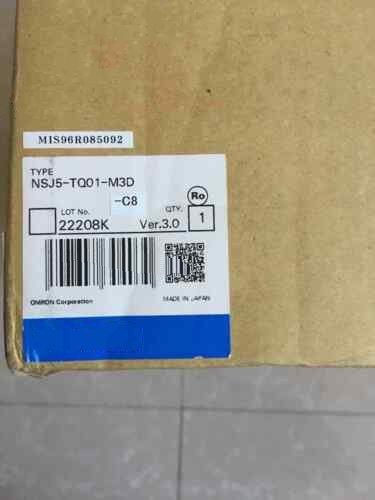 MIS96R085092
TYPE
NSJ5-TQ01-M3D
-C8
Ro
LOT No.
QTY.
22208K
Ver.3.0
1
OMRON Corporation
MADE IN JAPAN